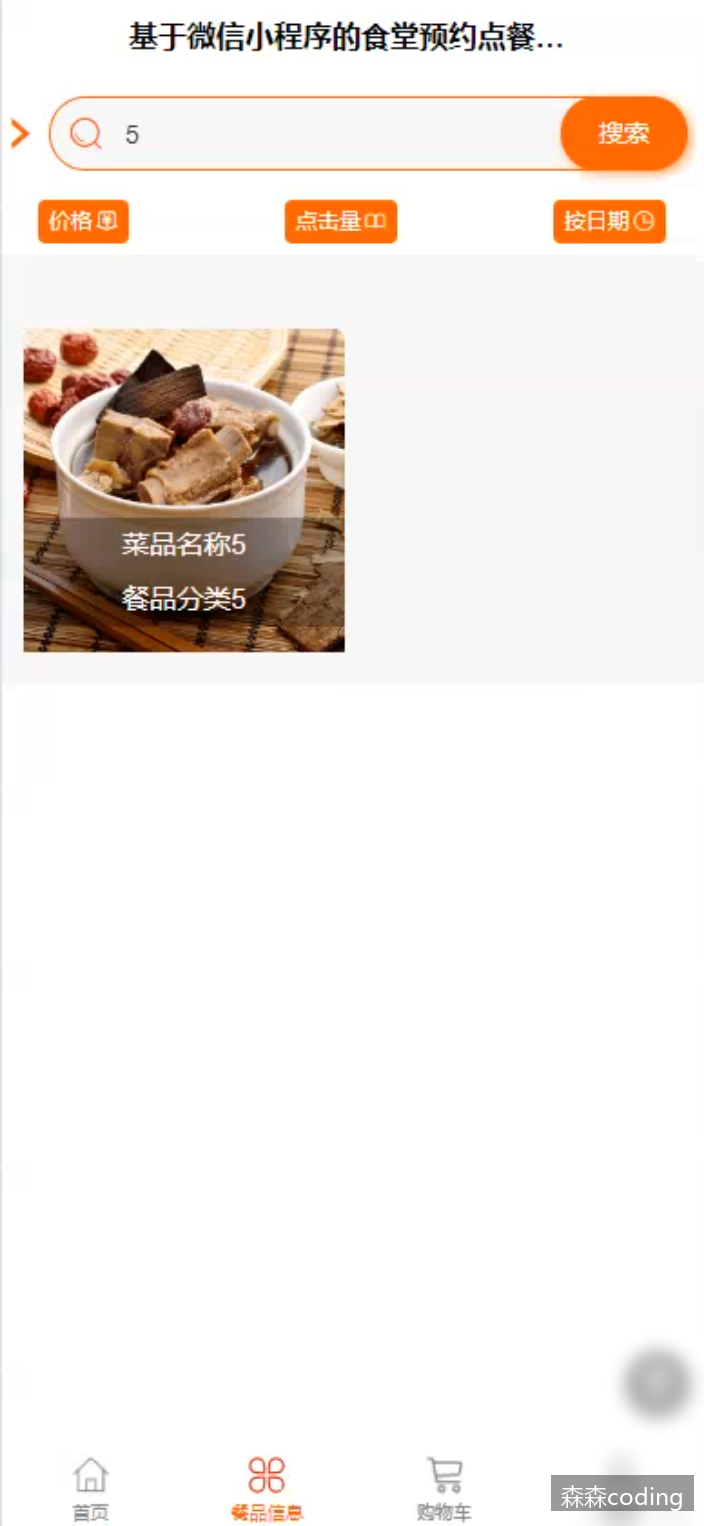 基于微信小程序的食堂预约点餐...
5
搜索
价格
点击量
按日期
菜品名称5
餐品分类5
首页
餐品信息
购物车
森森coding